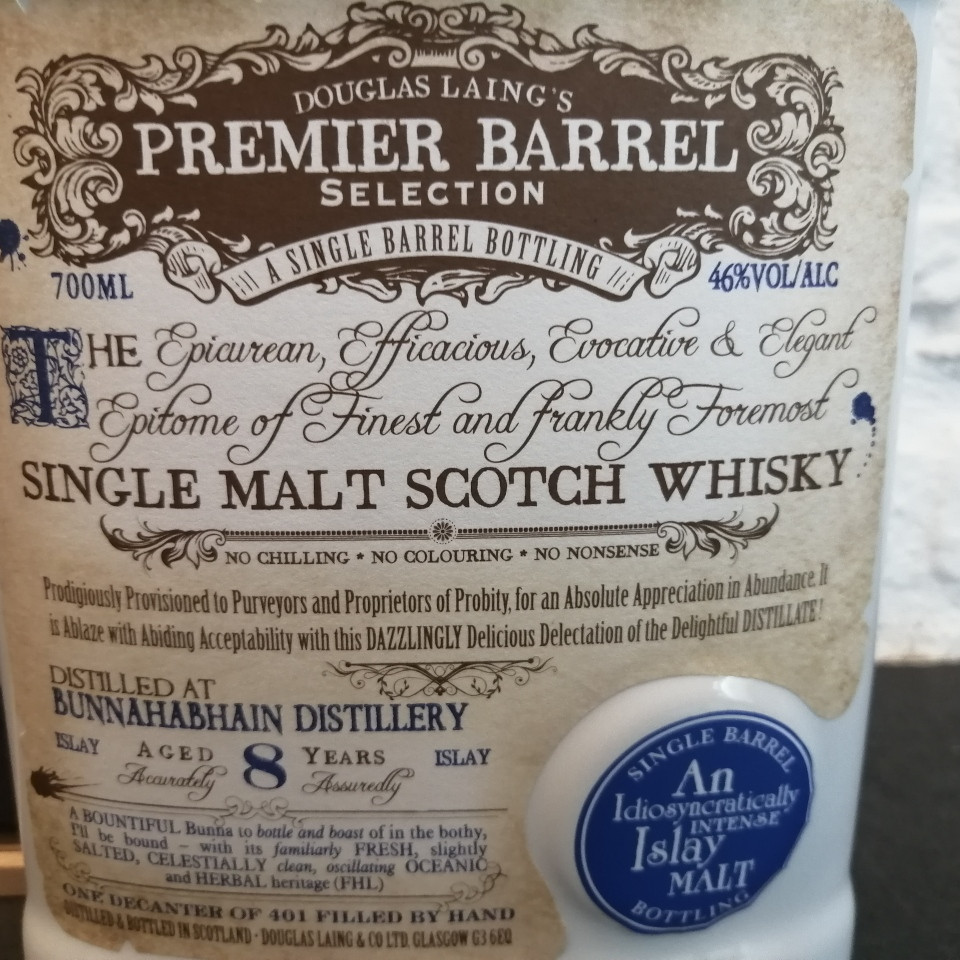 DOUGLAS LAING'S
PREMIER BARREL
SELECTION
A SINGLE BARREL BOTTLING
700ML
46%VOL/ALC
THE Epicurean, Efficacious, Evocative & Elegant
Epitome of Finest and frankly Foremost
SINGLE MALT SCOTCH WHISKY
NO CHILLING * NO COLOURING * NO NONSENSE
Prodigiously Provisioned to Purveyors and Proprietors of Probity, for an Absolute Appreciation in Abundance. It
is Ablaze with Abiding Acceptability with this DAZZLINGLY Delicious Delectation of the Delightful DISTILLATE!
DISTILLED AT
BUNNAHABHAIN DISTILLERY
ISLAY AGED 8 YEARS ISLAY
Accurately Assuredly
A BOUNTIFUL Bunna to bottle and boast of in the bothy,
I'll be bound – with its familiarly FRESH, slightly
SALTED, CELESTIALLY clean, oscillating OCEANIC
and HERBAL heritage (FHL)
ONE DECANTER OF 401 FILLED BY HAND
DISTILLED & BOTTLED IN SCOTLAND · DOUGLAS LAING & CO LTD, GLASGOW G3 6EQ
SINGLE BARREL
An
Idiosyncratically
INTENSE
Islay
MALT
BOTTLING